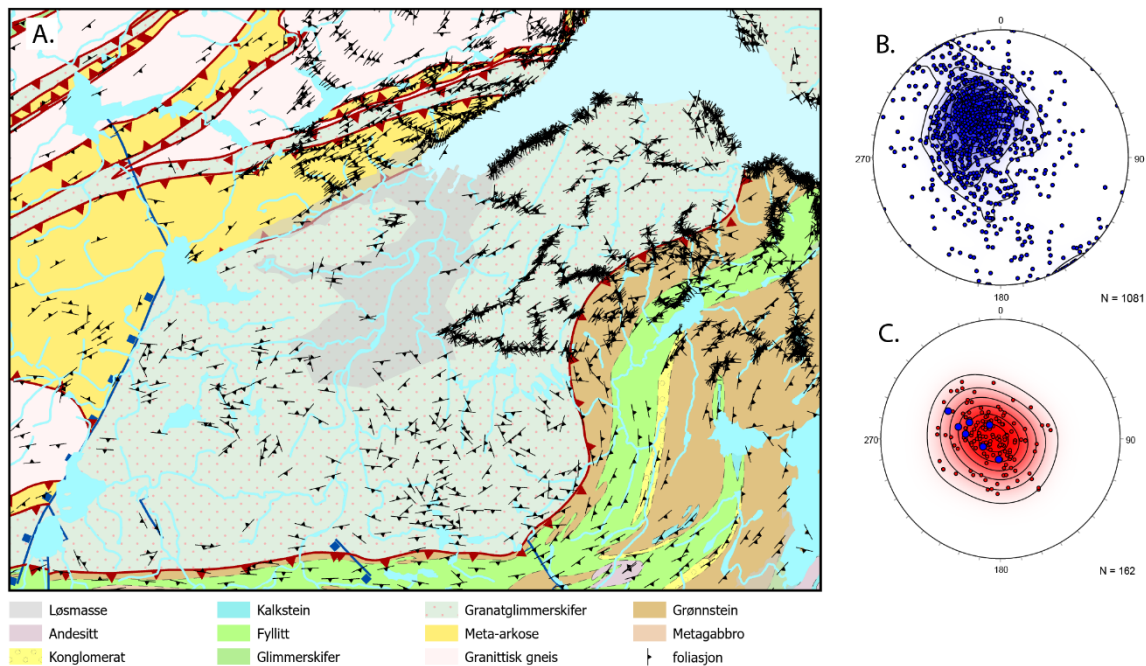 A.
B.
0
270
90
180
N = 1081
C.
0
270
90
180
N = 162
Løsmasse
Kalkstein
Granatglimmerskifer
Grønnstein
Andesitt
Fyllitt
Meta-arkose
Metagabbro
Konglomerat
Glimmerskifer
Granittisk gneis
foliasjon